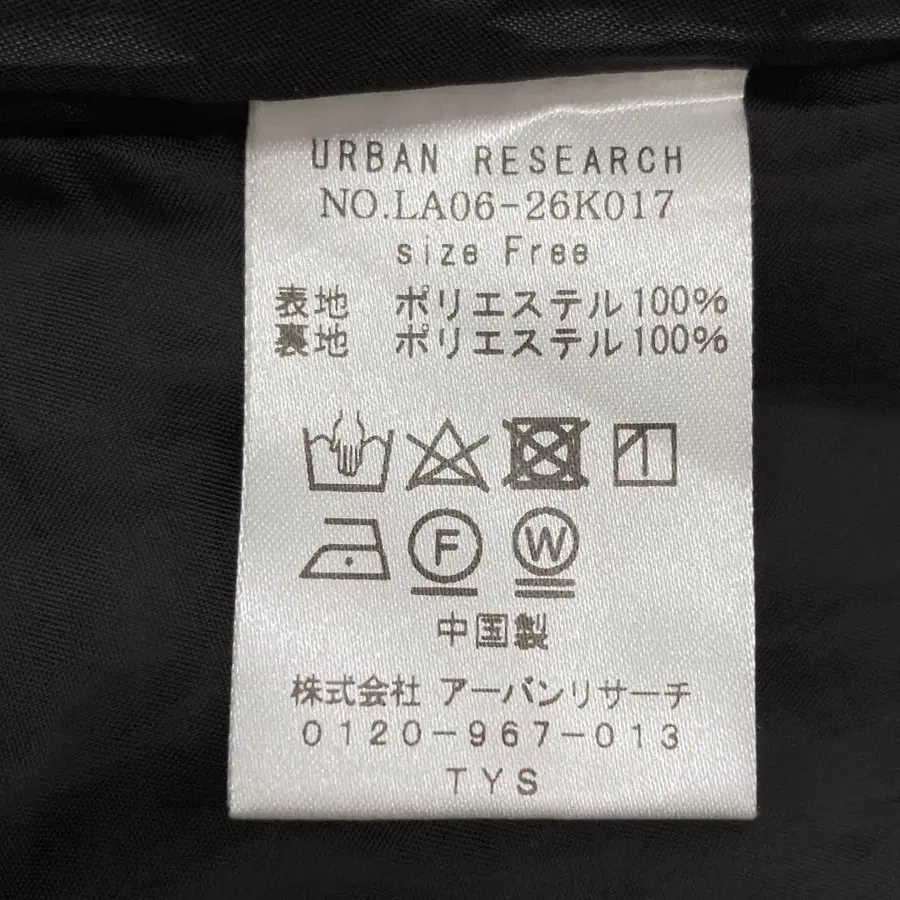 URBAN RESEARCH
NO.LA06-26K017
size Free
表地 ポリエステル100%
裏地 ポリエステル100%
F W
中国製
株式会社 アーバンリサーチ
0120-967-013
TYS